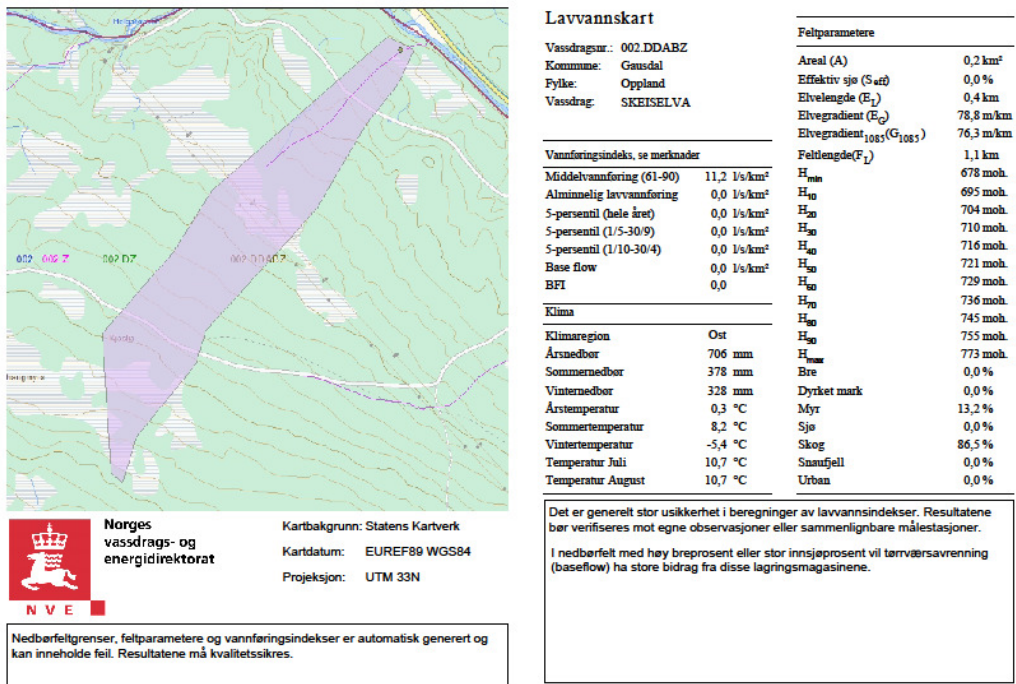 002
002 Z
002 DZ
Norges
vassdrags- og
energidirektorat
NVE
Kartbakgrunn: Statens Kartverk
Kartdatum: EUREF89 WGS84
Projeksjon: UTM 33N
Nedbørfeltgrenser, feltparametere og vannføringsindekser er automatisk generert og
kan inneholde feil. Resultatene må kvalitetssikres.
Lavvannskart
Vassdragsnr.: 002.DDABZ
Kommune: Gausdal
Fylke: Oppland
Vassdrag: SKEISELVA
Vannføringsindeks, se merknader
Middelvannføring (61-90) 11,2 l/s/km²
Alminnelig lavvannføring 0,0 l/s/km²
5-persentil (hele året) 0,0 l/s/km²
5-persentil (1/5-30/9) 0,0 l/s/km²
5-persentil (1/10-30/4) 0,0 l/s/km²
Base flow 0,0 l/s/km²
BFI 0,0
Klima
Klimaregion Ost
Årsnedbør 706 mm
Sommernedbør 378 mm
Vinternedbør 328 mm
Årstemperatur 0,3 °C
Sommertemperatur 8,2 °C
Vintertemperatur -5,4 °C
Temperatur Juli 10,7 °C
Temperatur August 10,7 °C
Feltparametere
Areal (A) 0,2 km²
Effektiv sjø (Seff) 0,0 %
Elvelengde (EL) 0,4 km
Elvegradient (EG) 78,8 m/km
Elvegradient1085(G1085) 76,3 m/km
Feltlengde(FL) 1,1 km
Hmin 678 moh.
H10 695 moh.
H20 704 moh.
H30 710 moh.
H40 716 moh.
H50 721 moh.
H60 729 moh.
H70 736 moh.
H80 745 moh.
H90 755 moh.
Hmax 773 moh.
Bre 0,0 %
Dyrket mark 0,0 %
Myr 13,2 %
Sjø 0,0 %
Skog 86,5 %
Snaufjell 0,0 %
Urban 0,0 %
Det er generelt stor usikkerhet i beregninger av lavvannsindekser. Resultatene
bør verifiseres mot egne observasjoner eller sammenlignbare målestasjoner.
I nedbørfelt med høy breprosent eller stor innsjøprosent vil tørrværsavrenning
(baseflow) ha store bidrag fra disse lagringsmagasinene.